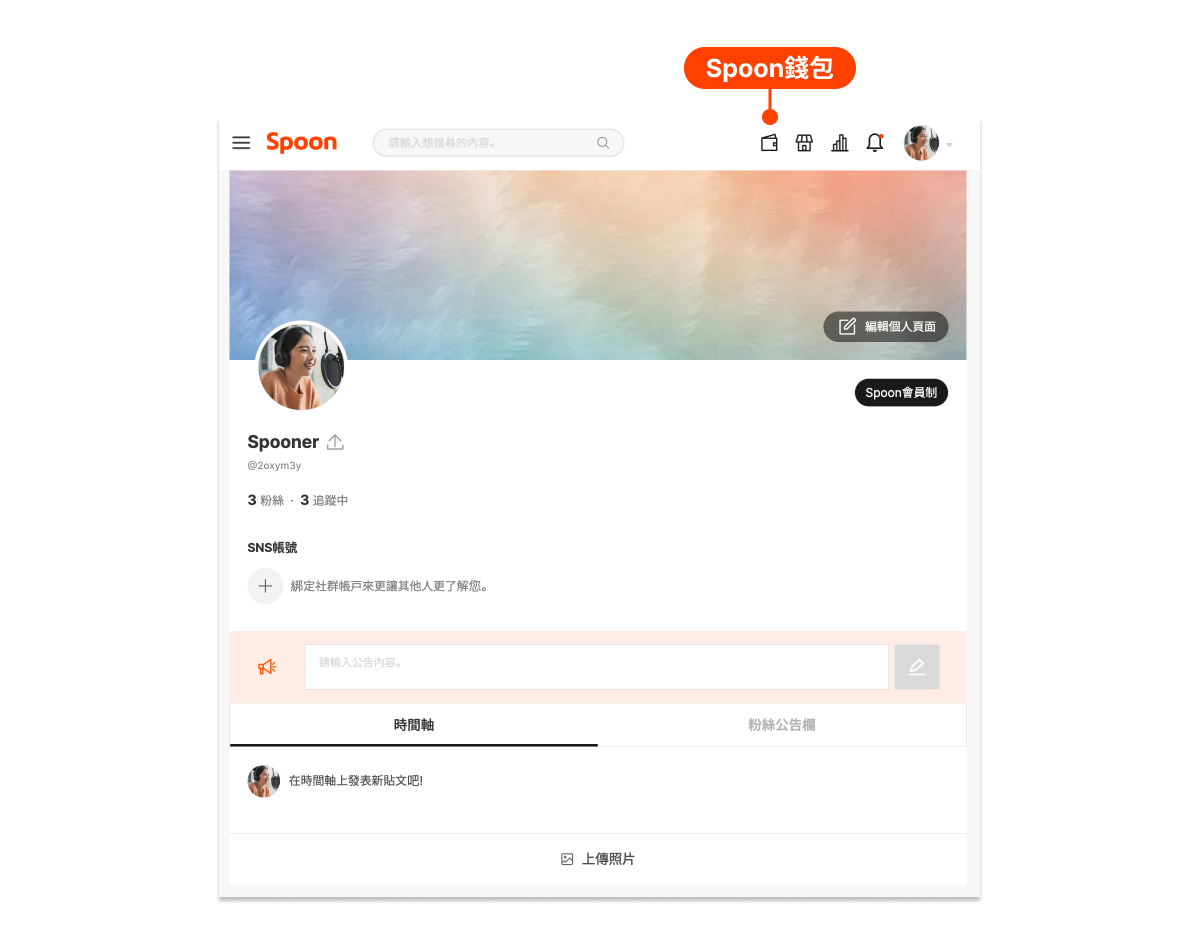 Spoon錢包
Spoon
請輸入想搜尋的內容。
編輯個人頁面
Spoon會員制
Spooner
@2oxym3y
3 粉絲 · 3 追蹤中
SNS帳號
綁定社群帳戶來更讓其他人更了解您。
請輸入公告內容。
時間軸
粉絲公告欄
在時間軸上發表新貼文吧!
上傳照片